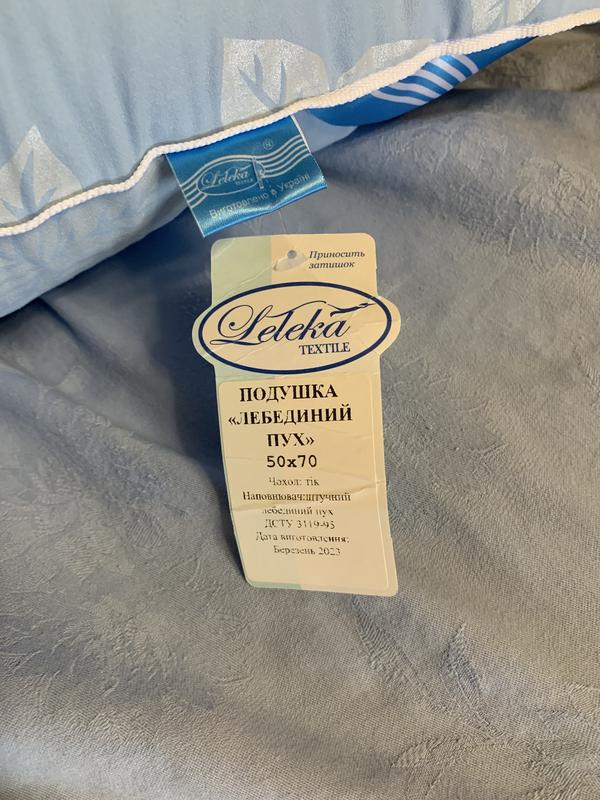 Leleka
TEXTILE
®
Виготовлено в Україні
Приносить
затишок
Leleka
TEXTILE
ПОДУШКА
«ЛЕБЕДИНИЙ
ПУХ»
50х70
Чохол: тік
Наповнювач:штучний
лебединий пух
ДСТУ 3119-95
Дата виготовлення:
Березень 2023